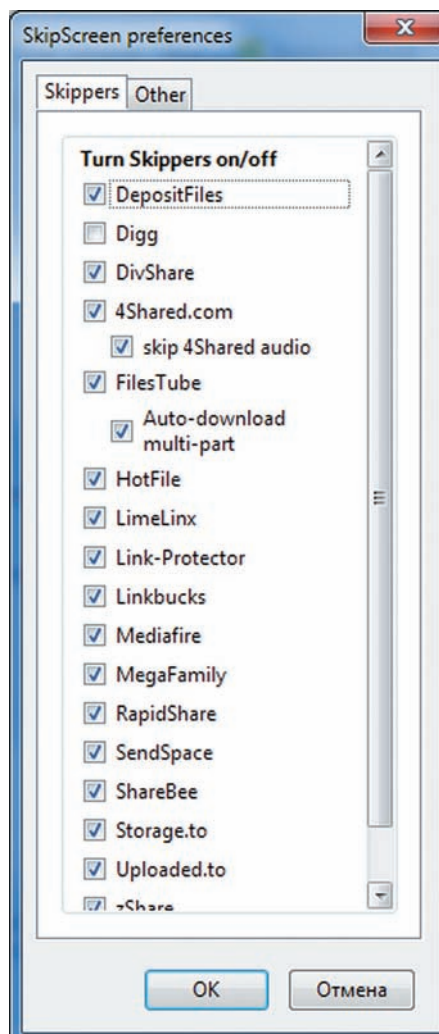 SkipScreen preferences
Skippers
Other
Turn Skippers on/off
DepositFiles
Digg
DivShare
4Shared.com
skip 4Shared audio
FilesTube
Auto-download
multi-part
HotFile
LimeLinx
Link-Protector
Linkbucks
Mediafire
MegaFamily
RapidShare
SendSpace
ShareBee
Storage.to
Uploaded.to
zShare
OK
Отмена